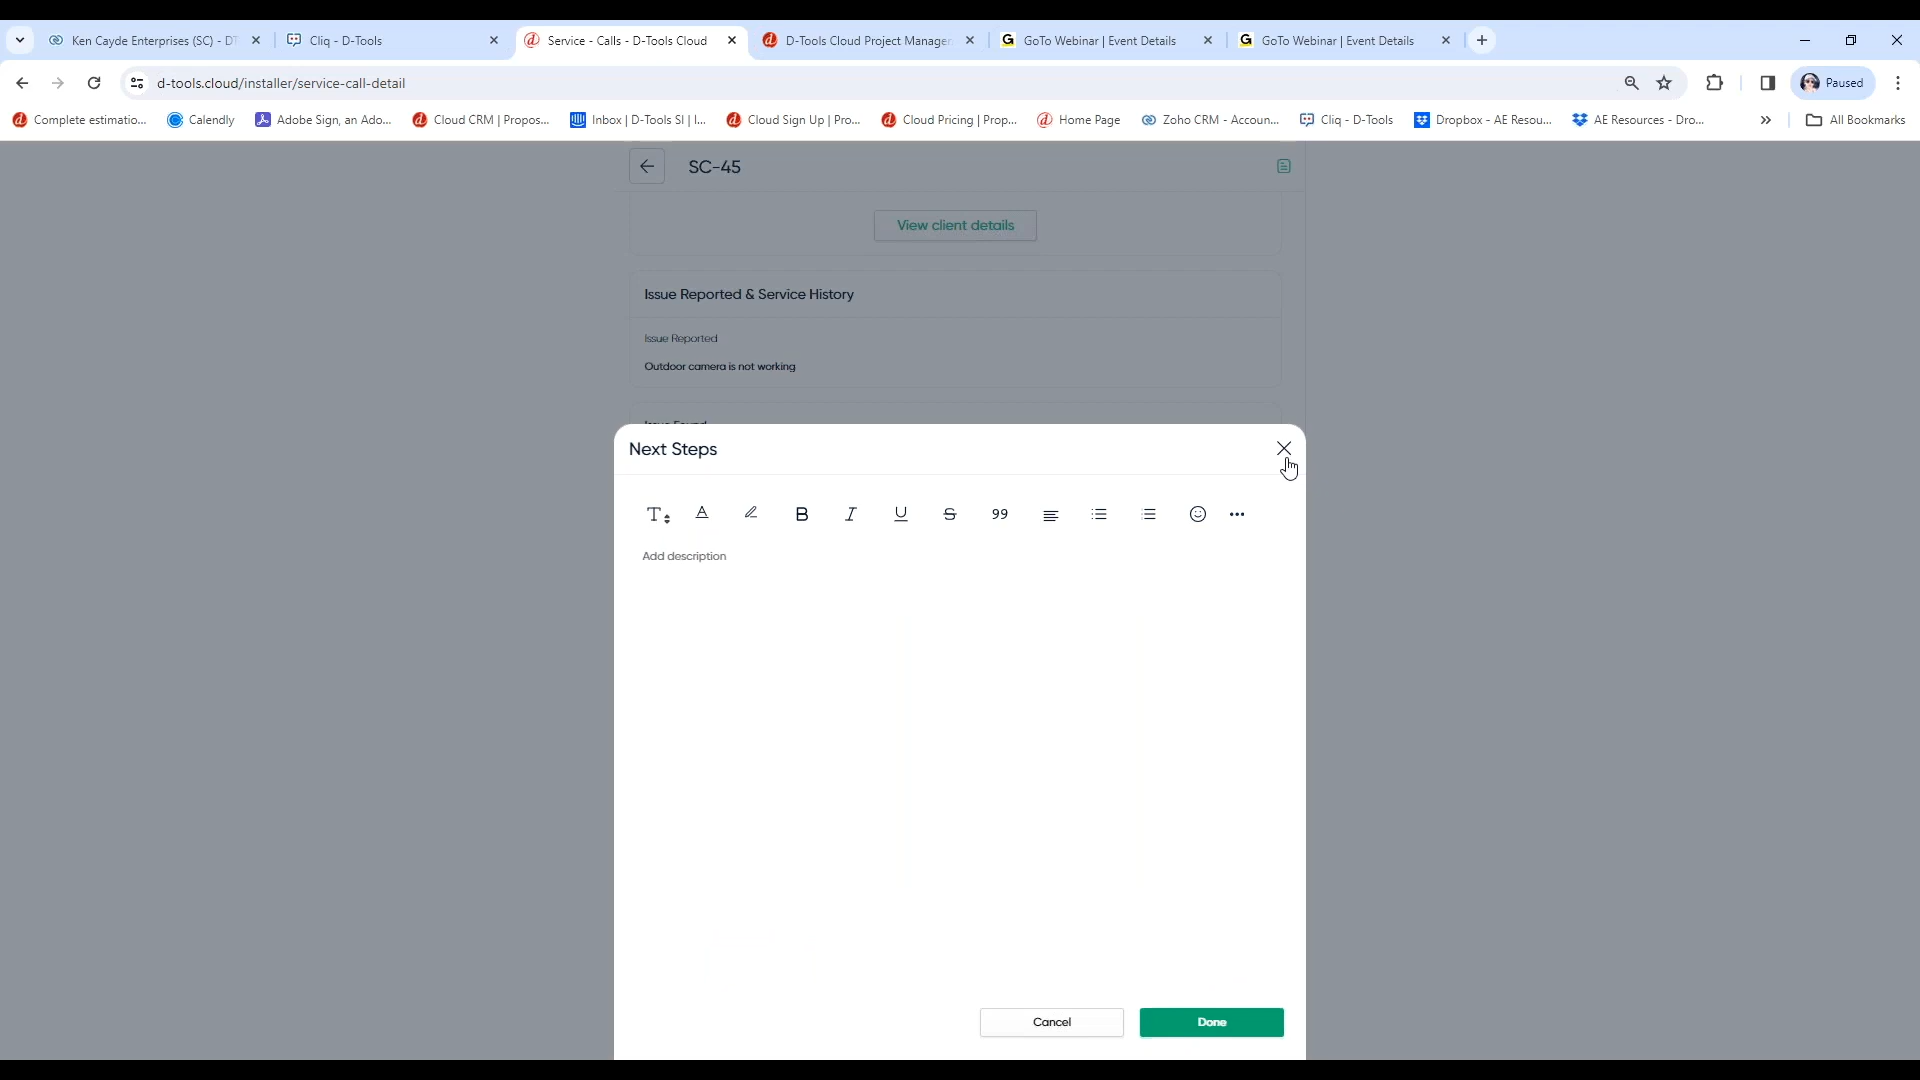 Ken Cayde Enterprises (SC) - DT
Cliq - D-Tools
Service - Calls - D-Tools Cloud
D-Tools Cloud Project Manager
GoTo Webinar | Event Details
GoTo Webinar | Event Details
d-tools.cloud/installer/service-call-detail
Paused
Complete estimatio...
Calendly
Adobe Sign, an Ado...
Cloud CRM | Propos...
Inbox | D-Tools SI | I...
Cloud Sign Up | Pro...
Cloud Pricing | Prop...
Home Page
Zoho CRM - Accoun...
Cliq - D-Tools
Dropbox - AE Resou...
AE Resources - Dro...
All Bookmarks
SC-45
View client details
Issue Reported & Service History
Issue Reported
Outdoor camera is not working
Issue Found
Next Steps
Add description
Cancel
Done